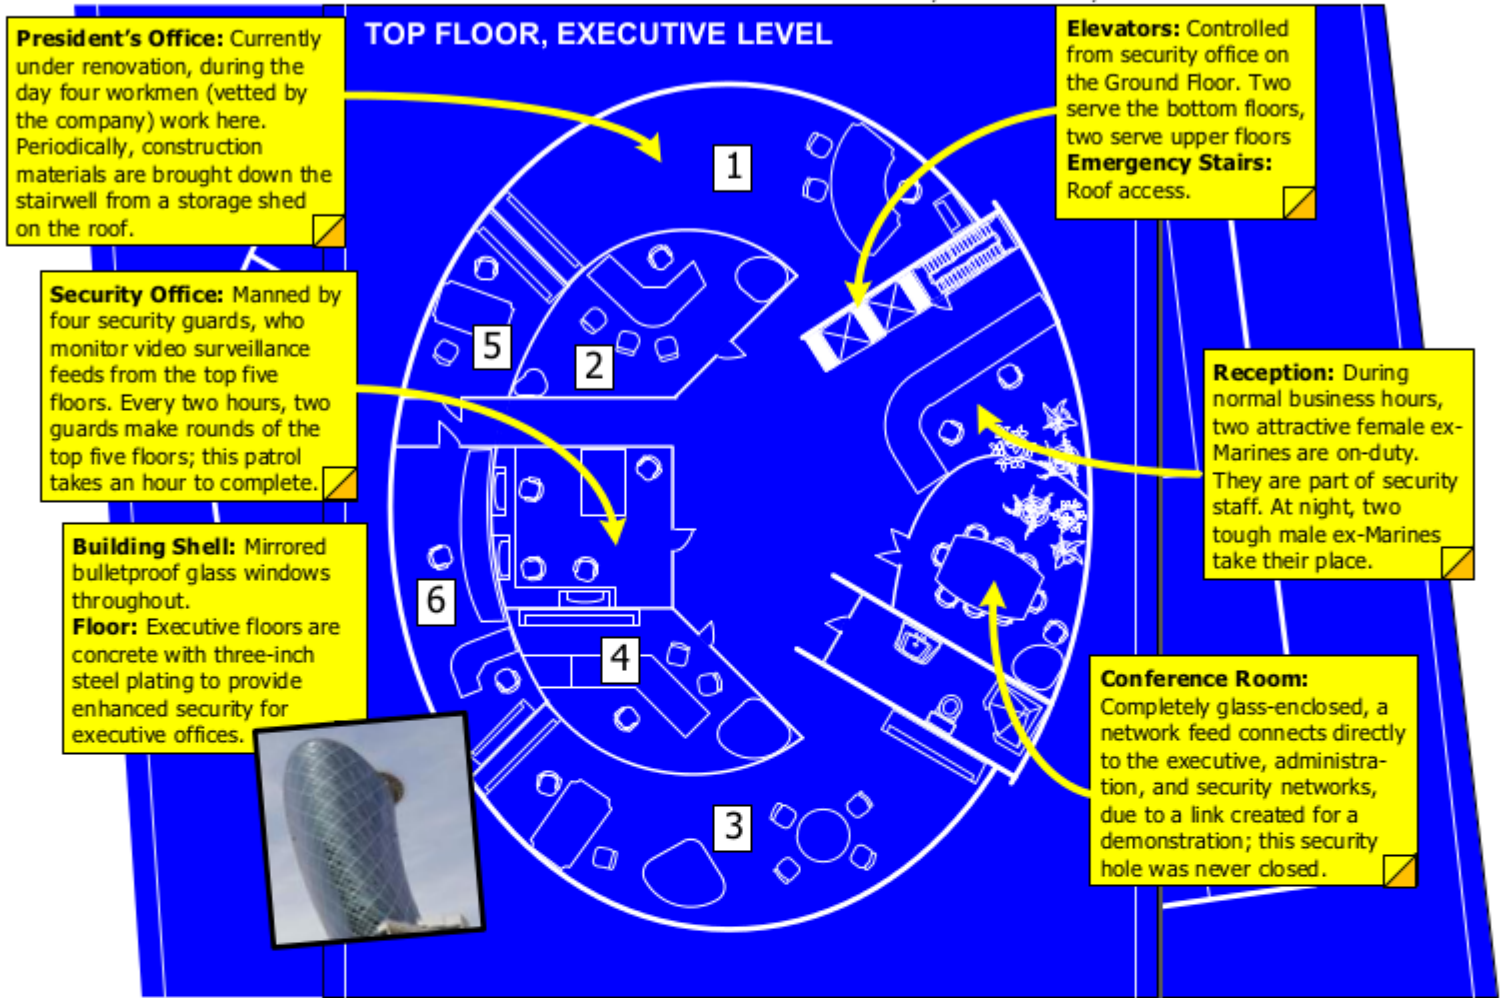 TOP FLOOR, EXECUTIVE LEVEL
President's Office: Currently
under renovation, during the
day four workmen (vetted by
the company) work here.
Periodically, construction
materials are brought down the
stairwell from a storage shed
on the roof.
Security Office: Manned by
four security guards, who
monitor video surveillance
feeds from the top five
floors. Every two hours, two
guards make rounds of the
top five floors; this patrol
takes an hour to complete.
Building Shell: Mirrored
bulletproof glass windows
throughout.
Floor: Executive floors are
concrete with three-inch
steel plating to provide
enhanced security for
executive offices.
1
5
2
6
4
3
Elevators: Controlled
from security office on
the Ground Floor. Two
serve the bottom floors,
two serve upper floors
Emergency Stairs:
Roof access.
Reception: During
normal business hours,
two attractive female ex-
Marines are on-duty.
They are part of security
staff. At night, two
tough male ex-Marines
take their place.
Conference Room:
Completely glass-enclosed, a
network feed connects directly
to the executive, administra-
tion, and security networks,
due to a link created for a
demonstration; this security
hole was never closed.